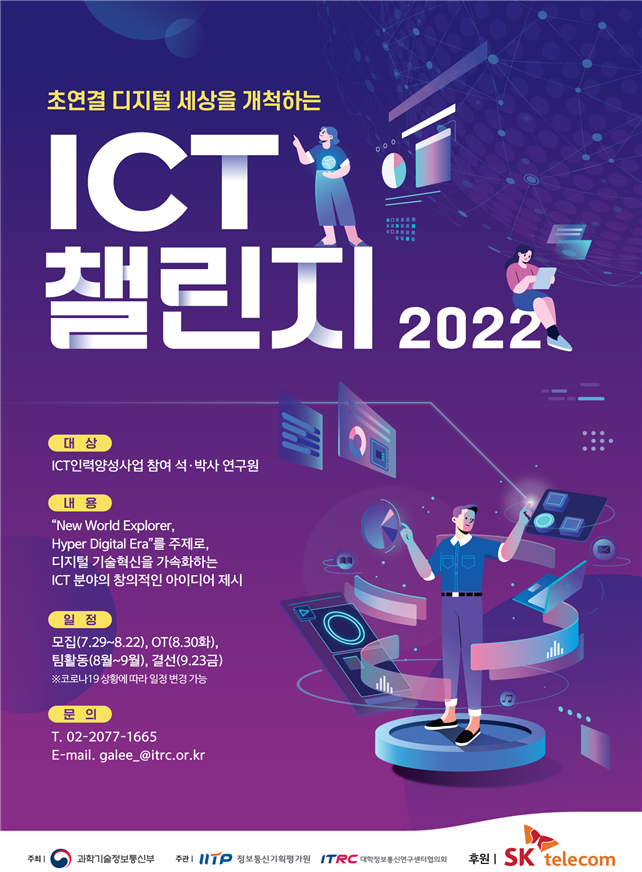 초연결 디지털 세상을 개척하는
ICT
챌린지 2022
대 상
ICT인력양성사업 참여 석·박사 연구원
내 용
“New World Explorer,
Hyper Digital Era”를 주제로,
디지털 기술혁신을 가속화하는
ICT 분야의 창의적인 아이디어 제시
일 정
모집(7.29~8.22), OT(8.30화),
팀활동(8월~9월), 결선(9.23금)
※코로나19 상황에 따라 일정 변경 가능
문 의
T. 02-2077-1665
E-mail. galee_@itrc.or.kr
주최 | 과학기술정보통신부 주관 | IITP 정보통신기획평가원 ITRC 대학정보통신연구센터협의회 후원 | SK telecom